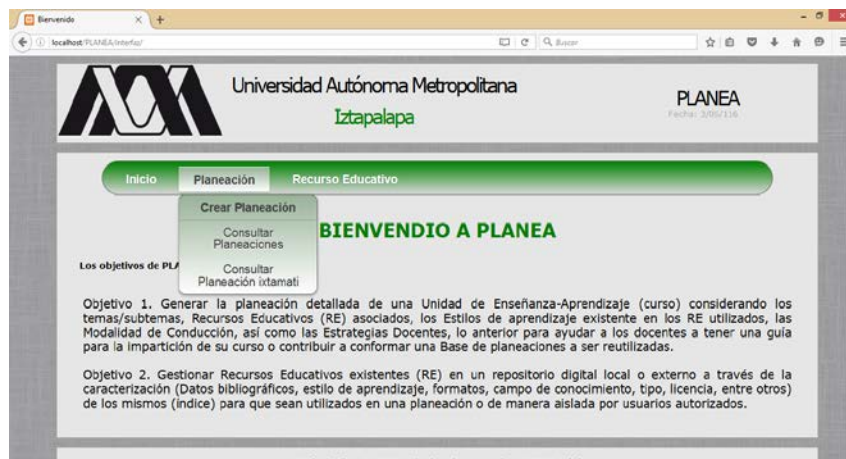 Bienvenido
localhost/PLANEA/interfaz/
Buscar
Universidad Autónoma Metropolitana
Iztapalapa
PLANEA
Fecha: 3/05/116
Inicio
Planeación
Recurso Educativo
Crear Planeación
Consultar
Planeaciones
Consultar
Planeación ixtamati
BIENVENDIO A PLANEA
Los objetivos de PLA
Objetivo 1. Generar la planeación detallada de una Unidad de Enseñanza-Aprendizaje (curso) considerando los
temas/subtemas, Recursos Educativos (RE) asociados, los Estilos de aprendizaje existente en los RE utilizados, las
Modalidad de Conducción, así como las Estrategias Docentes, lo anterior para ayudar a los docentes a tener una guía
para la impartición de su curso o contribuir a conformar una Base de planeaciones a ser reutilizadas.
Objetivo 2. Gestionar Recursos Educativos existentes (RE) en un repositorio digital local o externo a través de la
caracterización (Datos bibliográficos, estilo de aprendizaje, formatos, campo de conocimiento, tipo, licencia, entre otros)
de los mismos (índice) para que sean utilizados en una planeación o de manera aislada por usuarios autorizados.